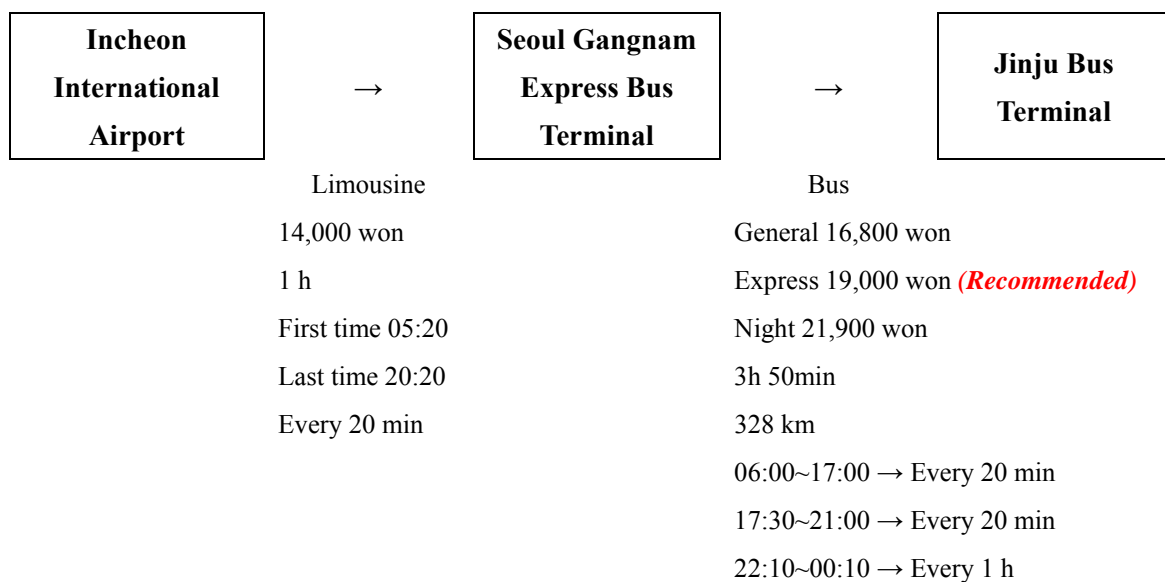 Incheon
International
Airport
→
Seoul Gangnam
Express Bus
Terminal
→
Jinju Bus
Terminal
Limousine
14,000 won
1 h
First time 05:20
Last time 20:20
Every 20 min
Bus
General 16,800 won
Express 19,000 won (Recommended)
Night 21,900 won
3h 50min
328 km
06:00~17:00 → Every 20 min
17:30~21:00 → Every 20 min
22:10~00:10 → Every 1 h